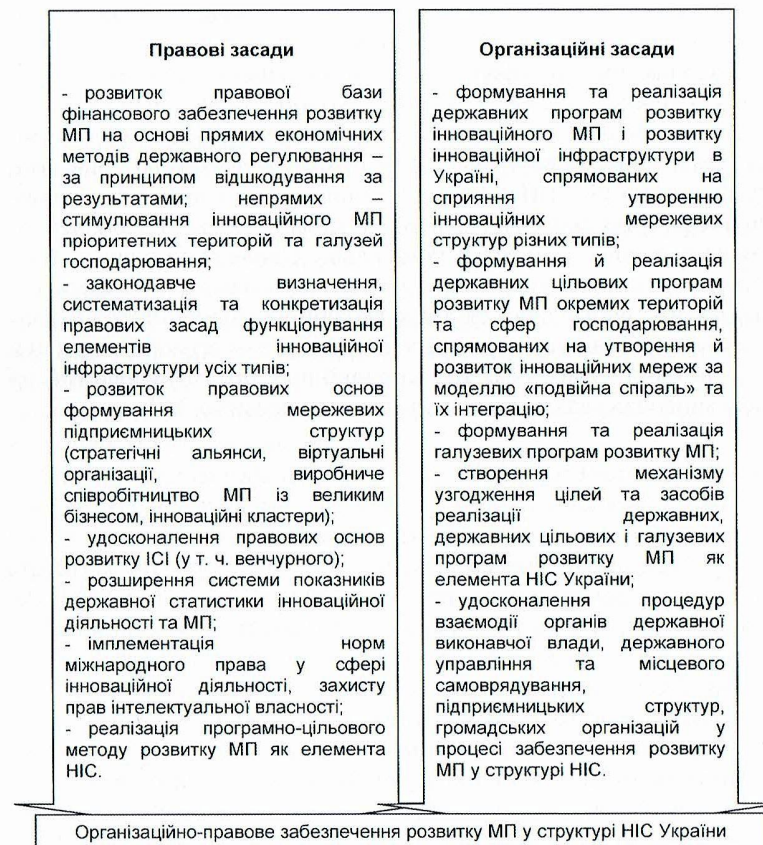 Правові засади
- розвиток правової бази
фінансового забезпечення розвитку
МП на основі прямих економічних
методів державного регулювання –
за принципом відшкодування за
результатами; непрямих –
стимулювання інноваційного МП
пріоритетних територій та галузей
господарювання;
- законодавче визначення,
систематизація та конкретизація
правових засад функціонування
елементів інноваційної
інфраструктури усіх типів;
- розвиток правових основ
формування мережевих
підприємницьких структур
(стратегічні альянси, віртуальні
організації, виробниче
співробітництво МП із великим
бізнесом, інноваційні кластери);
- удосконалення правових основ
розвитку ІСІ (у т. ч. венчурного);
- розширення системи показників
державної статистики інноваційної
діяльності та МП;
- імплементація норм
міжнародного права у сфері
інноваційної діяльності, захисту
прав інтелектуальної власності;
- реалізація програмно-цільового
методу розвитку МП як елемента
НІС.
Організаційні засади
- формування та реалізація
державних програм розвитку
інноваційного МП і розвитку
інноваційної інфраструктури в
Україні, спрямованих на
сприяння утворенню
інноваційних мережевих
структур різних типів;
- формування й реалізація
державних цільових програм
розвитку МП окремих територій
та сфер господарювання,
спрямованих на утворення й
розвиток інноваційних мереж за
моделлю «подвійна спіраль» та
їх інтеграцію;
- формування та реалізація
галузевих програм розвитку МП;
- створення механізму
узгодження цілей та засобів
реалізації державних,
державних цільових і галузевих
програм розвитку МП як
елемента НІС України;
- удосконалення процедур
взаємодії органів державної
виконавчої влади, державного
управління та місцевого
самоврядування,
підприємницьких структур,
громадських організацій у
процесі забезпечення розвитку
МП у структурі НІС.
Організаційно-правове забезпечення розвитку МП у структурі НІС України